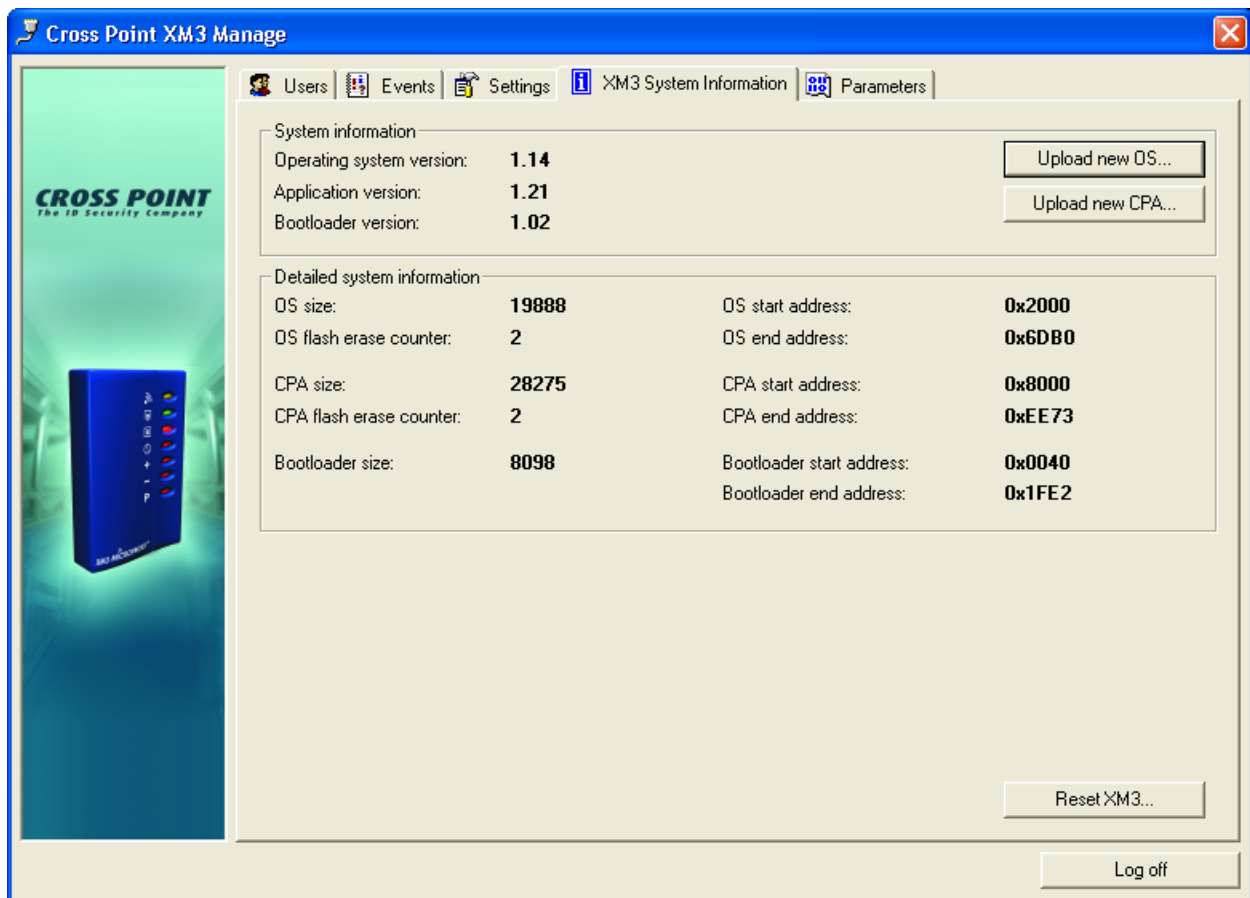 Cross Point XM3 Manage
Users Events Settings XM3 System Information Parameters
CROSS POINT
The ID Security Company
System information
Operating system version: 1.14 Upload new OS...
Application version: 1.21 Upload new CPA...
Bootloader version: 1.02
Detailed system information
OS size: 19888 OS start address: 0x2000
OS flash erase counter: 2 OS end address: 0x6DB0
CPA size: 28275 CPA start address: 0x8000
CPA flash erase counter: 2 CPA end address: 0xEE73
Bootloader size: 8098 Bootloader start address: 0x0040
Bootloader end address: 0x1FE2
P
Reset XM3...
Log off